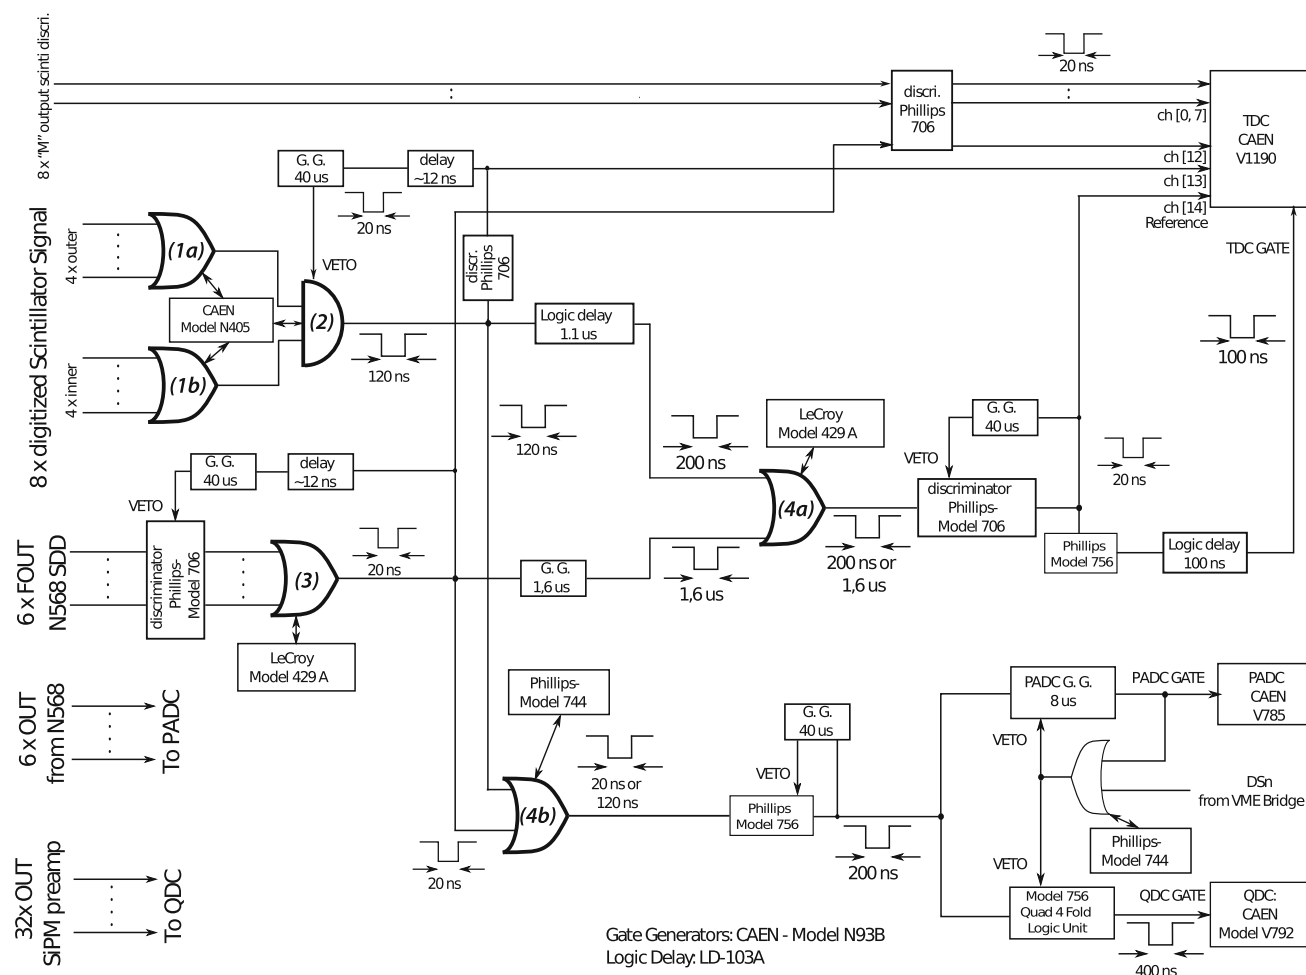 8 x "M" output scinti discri.
20 ns
discri.
Phillips
706
ch [0, 7]
TDC
CAEN
V1190
ch [12]
ch [13]
ch [14]
Reference
TDC GATE
G. G.
40 us
delay
~12 ns
20 ns
VETO
discr.
Phillips
706
8 x digitized Scintillator Signal
4 x outer
4 x inner
(1a)
(1b)
CAEN
Model N405
(2)
120 ns
Logic delay
1.1 us
120 ns
100 ns
200 ns
LeCroy
Model 429 A
G. G.
40 us
VETO
20 ns
(4a)
discriminator
Phillips-
Model 706
200 ns or
1,6 us
Phillips
Model 756
Logic delay
100 ns
G. G.
40 us
delay
~12 ns
VETO
6 x FOUT
N568 SDD
discriminator
Phillips-
Model 706
(3)
20 ns
G. G.
1,6 us
1,6 us
LeCroy
Model 429 A
6 x OUT
from N568
To PADC
Phillips-
Model 744
20 ns or
120 ns
(4b)
20 ns
G. G.
40 us
VETO
Phillips
Model 756
200 ns
PADC G. G.
8 us
PADC GATE
PADC
CAEN
V785
VETO
DSn
from VME Bridge
Phillips-
Model 744
VETO
Model 756
Quad 4 Fold
Logic Unit
QDC GATE
QDC:
CAEN
Model V792
400 ns
32x OUT
SiPM preamp
To QDC
Gate Generators: CAEN - Model N93B
Logic Delay: LD-103A